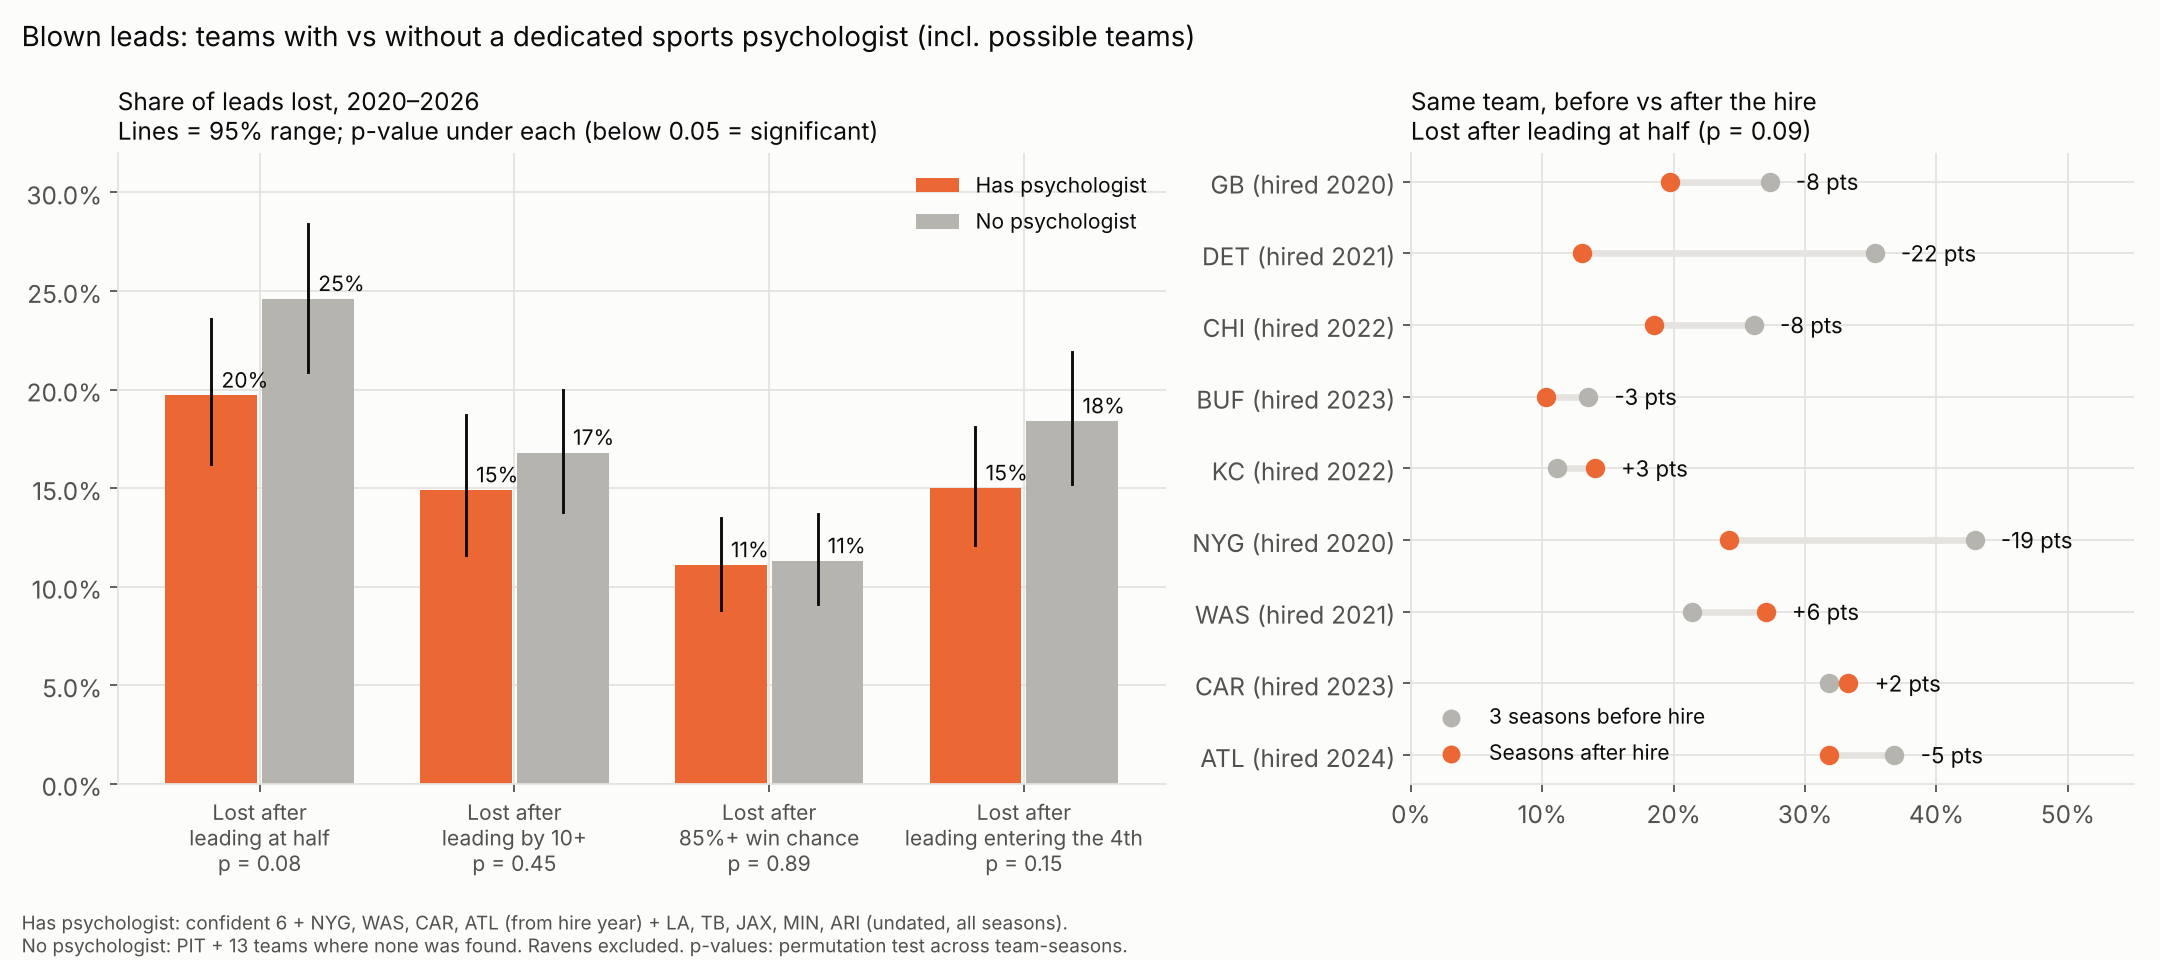 Blown leads: teams with vs without a dedicated sports psychologist (incl. possible teams)
Share of leads lost, 2020–2026
Lines = 95% range; p-value under each (below 0.05 = significant)
30.0%
25.0%
20.0%
15.0%
10.0%
5.0%
0.0%
Has psychologist
No psychologist
20%
25%
15%
17%
11%
11%
15%
18%
Lost after
leading at half
p = 0.08
Lost after
leading by 10+
p = 0.45
Lost after
85%+ win chance
p = 0.89
Lost after
leading entering the 4th
p = 0.15
Same team, before vs after the hire
Lost after leading at half (p = 0.09)
GB (hired 2020)
-8 pts
DET (hired 2021)
-22 pts
CHI (hired 2022)
-8 pts
BUF (hired 2023)
-3 pts
KC (hired 2022)
+3 pts
NYG (hired 2020)
-19 pts
WAS (hired 2021)
+6 pts
CAR (hired 2023)
+2 pts
ATL (hired 2024)
-5 pts
3 seasons before hire
Seasons after hire
0%
10%
20%
30%
40%
50%
Has psychologist: confident 6 + NYG, WAS, CAR, ATL (from hire year) + LA, TB, JAX, MIN, ARI (undated, all seasons).
No psychologist: PIT + 13 teams where none was found. Ravens excluded. p-values: permutation test across team-seasons.